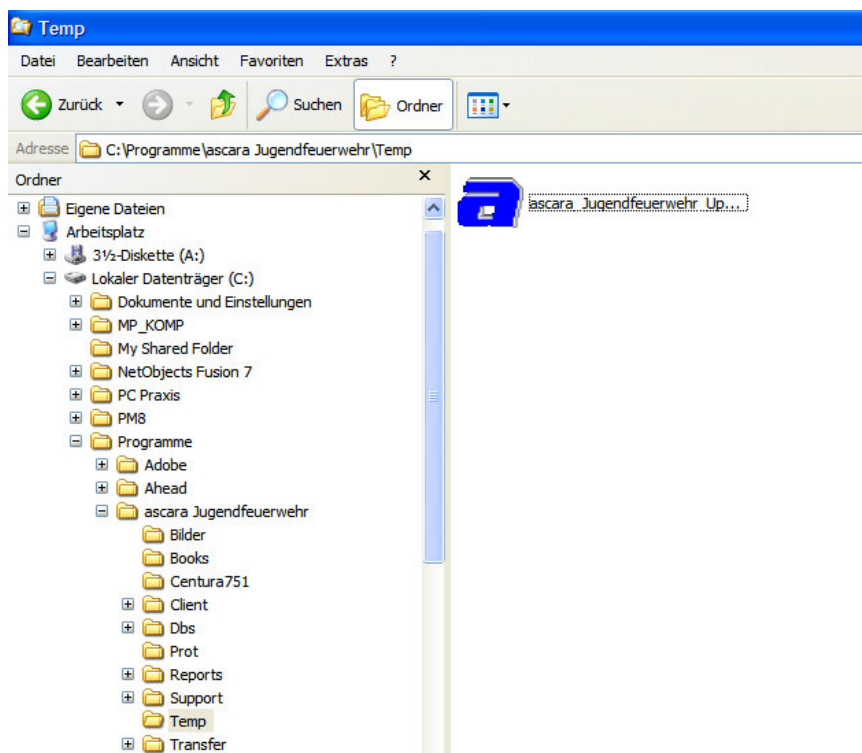 Temp
Datei Bearbeiten Ansicht Favoriten Extras ?
Zurück Suchen Ordner
Adresse C:\Programme\ascara Jugendfeuerwehr\Temp
Ordner
ascara Jugendfeuerwehr Up...
Eigene Dateien
Arbeitsplatz
3½-Diskette (A:)
Lokaler Datenträger (C:)
Dokumente und Einstellungen
MP_KOMP
My Shared Folder
NetObjects Fusion 7
PC Praxis
PM8
Programme
Adobe
Ahead
ascara Jugendfeuerwehr
Bilder
Books
Centura751
Client
Dbs
Prot
Reports
Support
Temp
Transfer